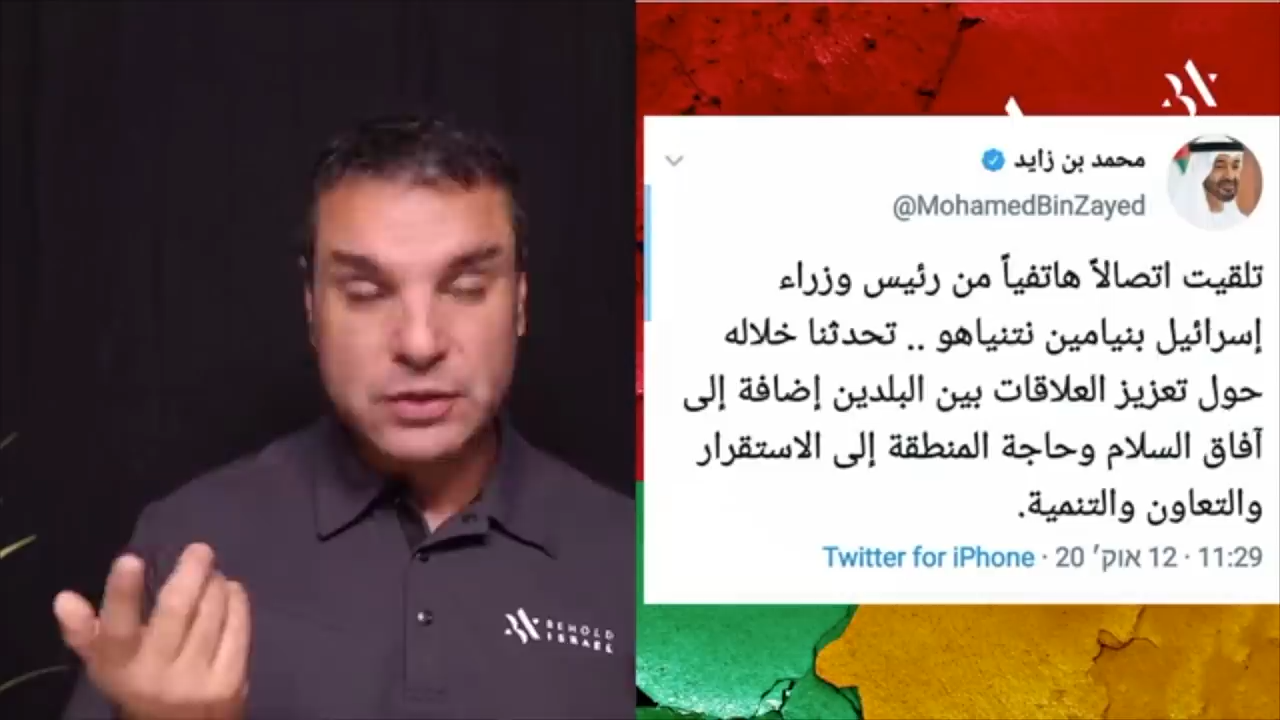 محمد بن زايد
@MohamedBinZayed
تلقيت اتصالاً هاتفياً من رئيس وزراء
إسرائيل بنيامين نتنياهو .. تحدثنا خلاله
حول تعزيز العلاقات بين البلدين إضافة إلى
آفاق السلام وحاجة المنطقة إلى الاستقرار
والتعاون والتنمية.
11:29 · 12 אוק׳ 20 · Twitter for iPhone
BEHOLD
ISRAEL